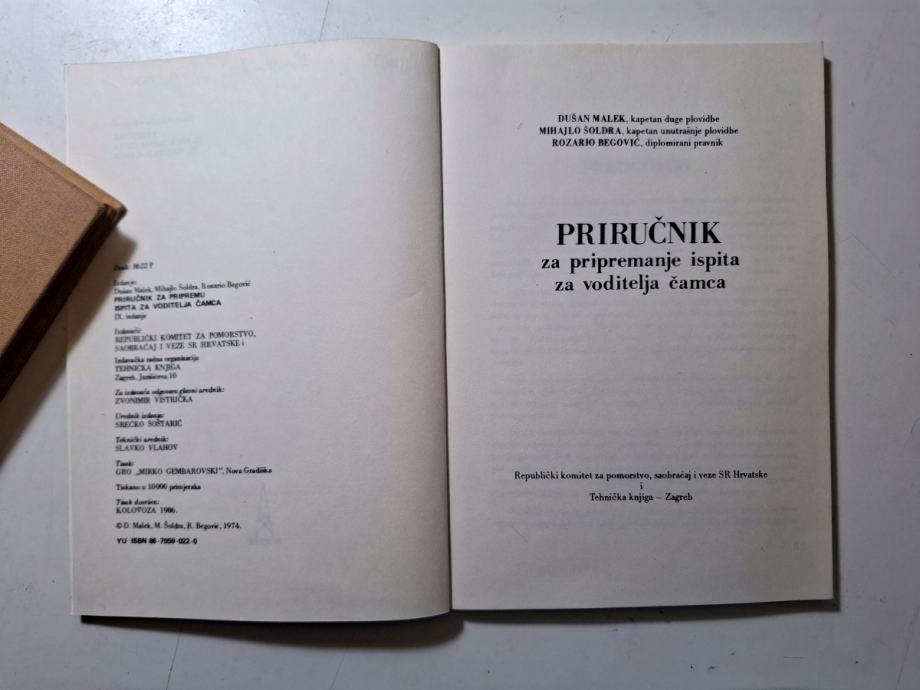 Znak: 8622 P
Izdanje:
Dušan Malek, Mihajlo Šoldra, Rozario Begović
PRIRUČNIK ZA PRIPREMU
ISPITA ZA VODITELJA ČAMCA
IX. izdanje
Izdavači:
REPUBLIČKI KOMITET ZA POMORSTVO,
SAOBRAĆAJ I VEZE SR HRVATSKE i
Izdavačka radna organizacija
TEHNIČKA KNJIGA
Zagreb, Jurišićeva 10
Za izdavača odgovara glavni urednik:
ZVONIMIR VISTRIČKA
Urednik izdanja:
SREĆKO ŠOŠTARIĆ
Tehnički urednik:
SLAVKO VLAHOV
Tisak:
GRO „MIRKO GEMBAROVSKI", Nova Gradiška
Tiskano u 10000 primjeraka
Tisak dovršen:
KOLOVOZA 1986.
© D. Malek, M. Šoldra, R. Begović, 1974.
YU ISBN 86-7059-022-0
DUŠAN MALEK, kapetan duge plovidbe
MIHAJLO ŠOLDRA, kapetan unutrašnje plovidbe
ROZARIO BEGOVIĆ, diplomirani pravnik
PRIRUČNIK
za pripremanje ispita
za voditelja čamca
Republički komitet za pomorstvo, saobraćaj i veze SR Hrvatske
i
Tehnička knjiga – Zagreb